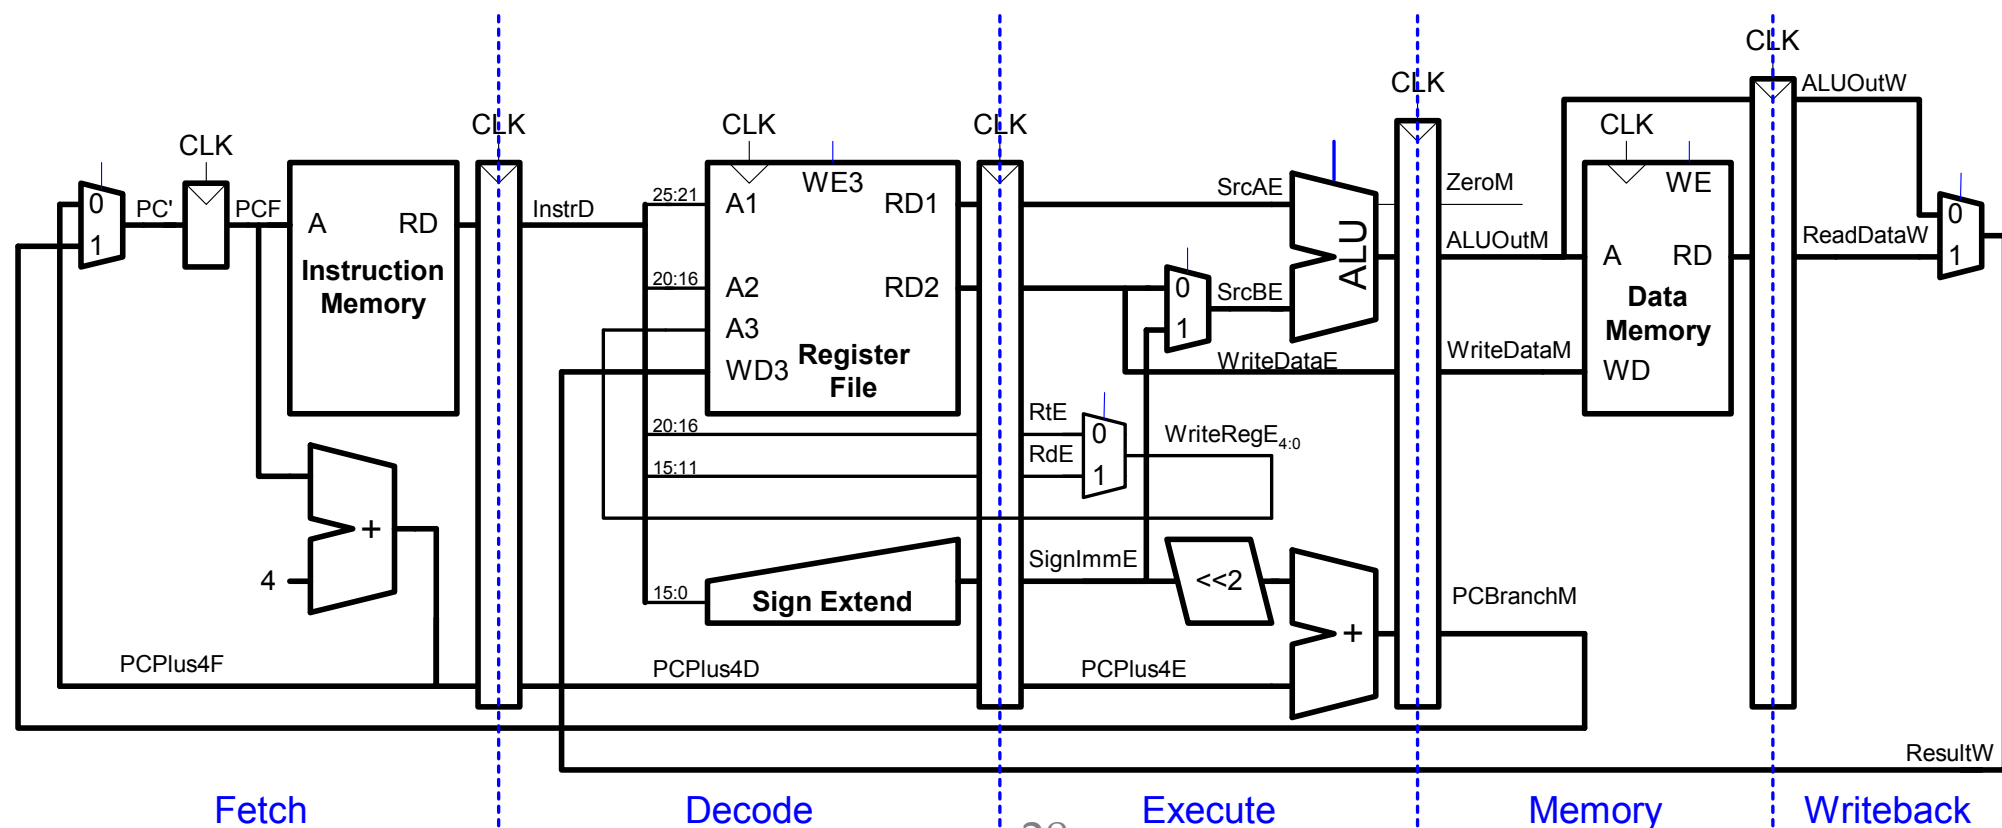 CLK
CLK
CLK
CLK
CLK
CLK
CLK
0
1
PC'
PCF
A
RD
Instruction
Memory
4
+
PCPlus4F
InstrD
25:21
20:16
A1
A2
A3
WD3
WE3
RD1
RD2
Register
File
20:16
15:11
15:0
Sign Extend
PCPlus4D
RtE
RdE
0
1
WriteRegE4:0
SignImmE
<<2
PCPlus4E
+
0
1
SrcAE
SrcBE
WriteDataE
ALU
ZeroM
ALUOutM
WriteDataM
PCBranchM
A
RD
WE
Data
Memory
WD
ALUOutW
ReadDataW
0
1
ResultW
Fetch
Decode
Execute
Memory
Writeback